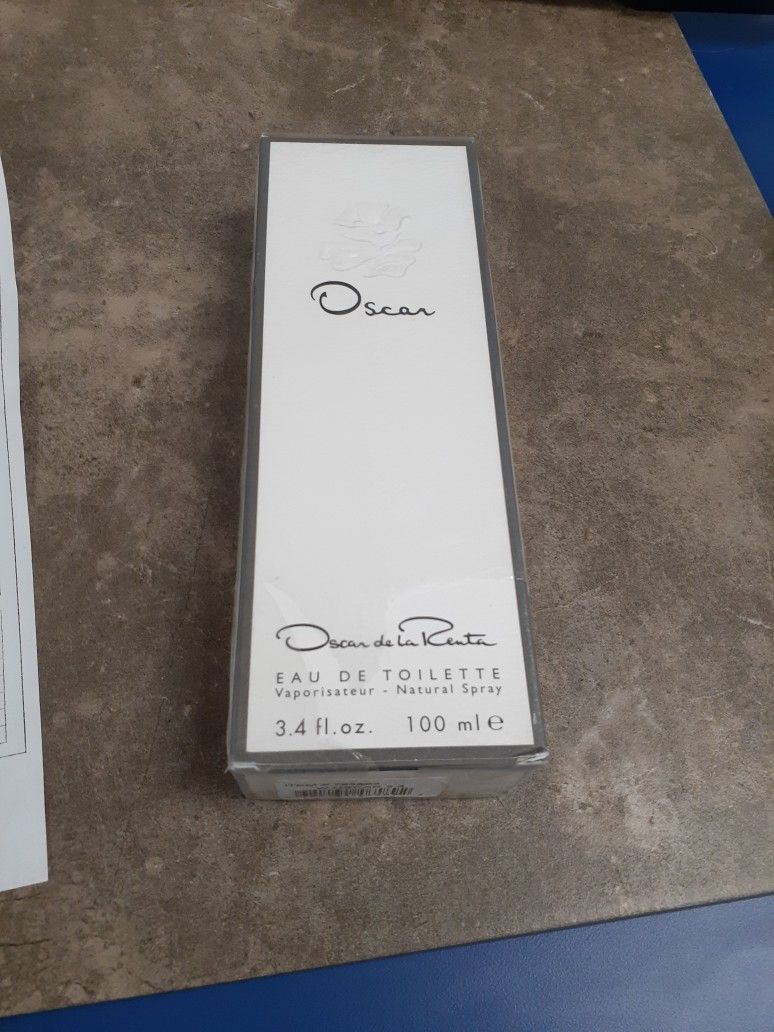 Oscar
Oscar de la Renta
EAU DE TOILETTE
Vaporisateur - Natural Spray
3.4 fl.oz. 100 ml e